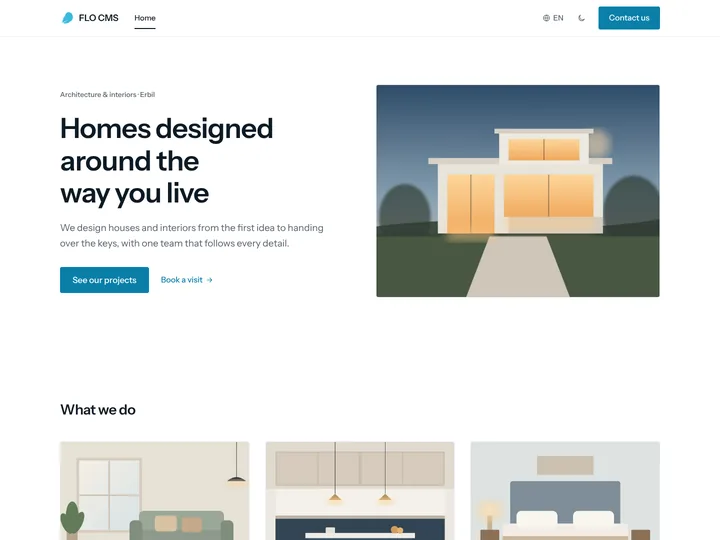 FLO CMS
Home
EN
Contact us
Architecture & interiors · Erbil
Homes designed
around the
way you live
We design houses and interiors from the first idea to handing
over the keys, with one team that follows every detail.
See our projects
Book a visit →
What we do